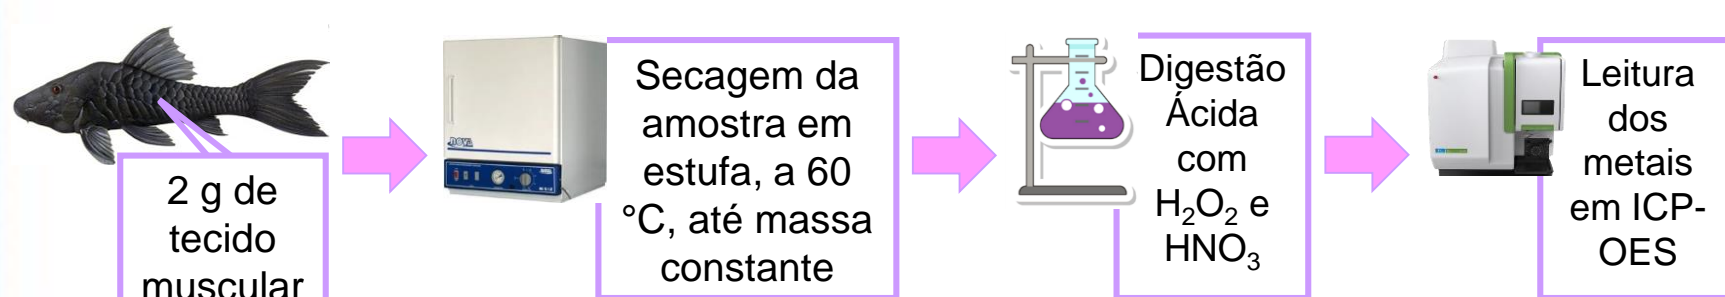 2 g de
tecido
muscular
Secagem da
amostra em
estufa, a 60
°C, até massa
constante
Digestão
Ácida
com
H₂O₂ e
HNO₃
Leitura
dos
metais
em ICP-
OES